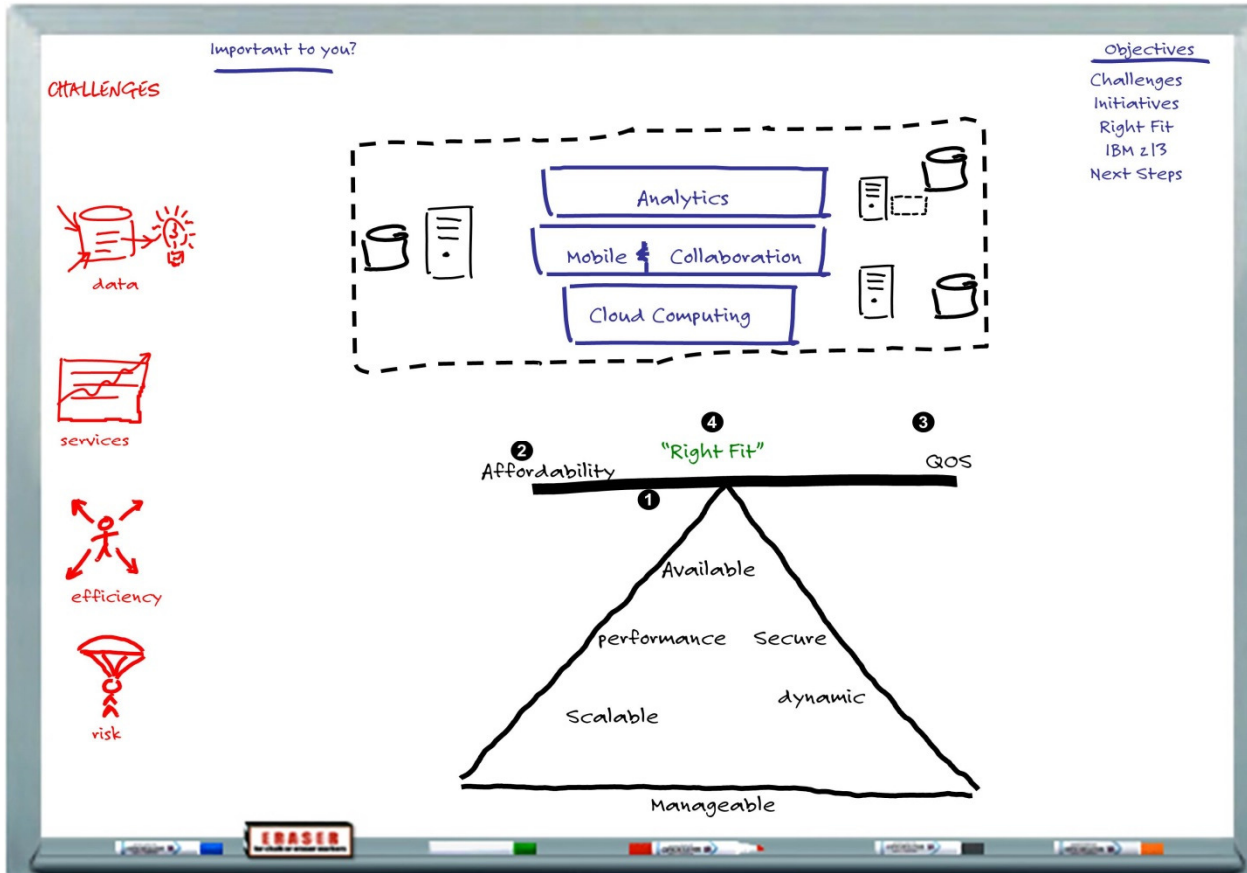 Important to you?
Objectives
Challenges
Initiatives
Right Fit
IBM z13
Next Steps
CHALLENGES
data
services
efficiency
risk
Analytics
Mobile & Collaboration
Cloud Computing
4
"Right Fit"
2
Affordability
3
QOS
1
Available
performance Secure
dynamic
Scalable
Manageable
ERASER